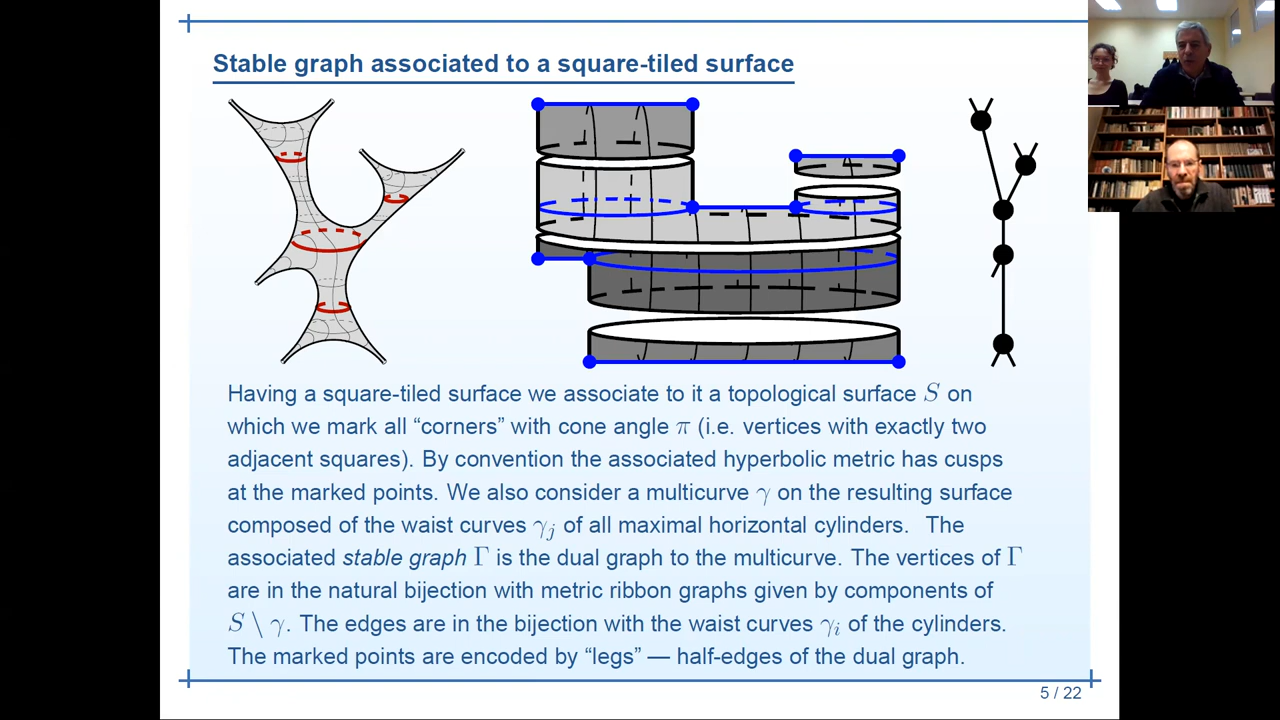 Stable graph associated to a square-tiled surface
Having a square-tiled surface we associate to it a topological surface S on
which we mark all “corners” with cone angle π (i.e. vertices with exactly two
adjacent squares). By convention the associated hyperbolic metric has cusps
at the marked points. We also consider a multicurve γ on the resulting surface
composed of the waist curves γⱼ of all maximal horizontal cylinders. The
associated stable graph Γ is the dual graph to the multicurve. The vertices of Γ
are in the natural bijection with metric ribbon graphs given by components of
S \ γ. The edges are in the bijection with the waist curves γᵢ of the cylinders.
The marked points are encoded by “legs” — half-edges of the dual graph.
5 / 22